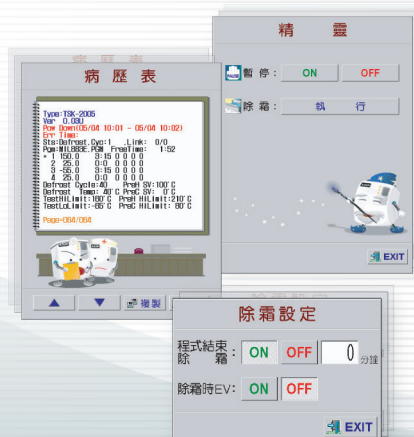 病 歷 表
Type:TSK-2005
Ver  0.03U
Pow Down(05/04 10:01 - 05/04 10:02)
Err Time:
Sts:Defrost,Cyc:1  ,Link:  0/0
Pgm:MIL883E.PGM  FreeTime:  1:52
* 1 150.0   3:15 0 0 0 0
2  25.0   0:0  0 0 0 0
3 -55.0   3:15 0 0 0 0
4  25.0   0:0  0 0 0 0
Defrost Cycle:40   PreH SV:100°C
Defrost  Temp: 40°C PreC SV:  0°C
TestHiLimit:180°C  PreH HiLimit:210°C
TestLoLimit:-65°C  PreC HiLimit: 80°C
Page-064/064
▲ ▼ 複製
精 靈
PAUSE 暫 停: ON OFF
除 霜: 執 行
EXIT
除霜設定
程式結束
除 霜: ON OFF 0 分鐘
除霜時EV: ON OFF
EXIT